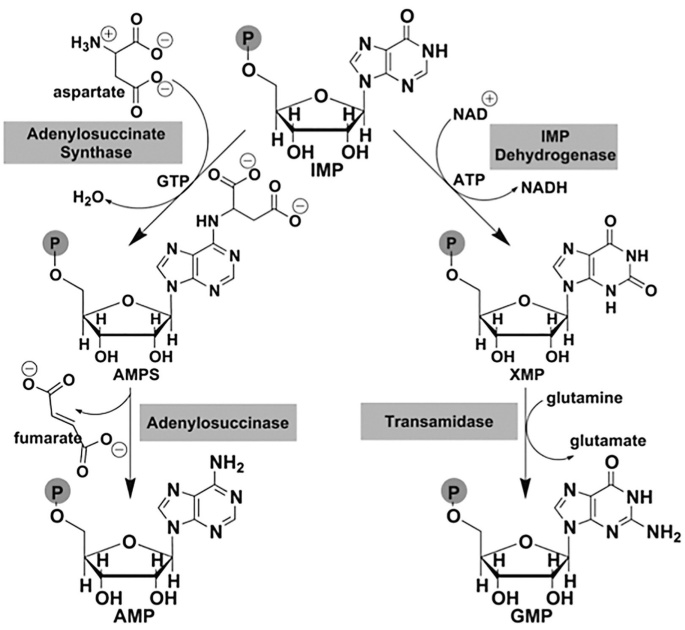 H₃N⊕
O
O⊖
O⊖
O
aspartate
Adenylosuccinate
Synthase
GTP
H₂O
P
O
O
H
H
H
H
OH
OH
O
N
NH
N
N
IMP
NAD⊕
IMP
Dehydrogenase
ATP
NADH
O⊖
O
O
O⊖
HN
N
N
N
N
P
O
O
H
H
H
H
OH
OH
AMPS
P
O
O
H
H
H
H
OH
OH
O
N
NH
N
N
H
O
XMP
O⊖
O
fumarate
O⊖
O
Adenylosuccinase
Transamidase
glutamine
glutamate
NH₂
N
N
N
N
P
O
O
H
H
H
H
OH
OH
AMP
O
N
NH
N
N
NH₂
P
O
O
H
H
H
H
OH
OH
GMP